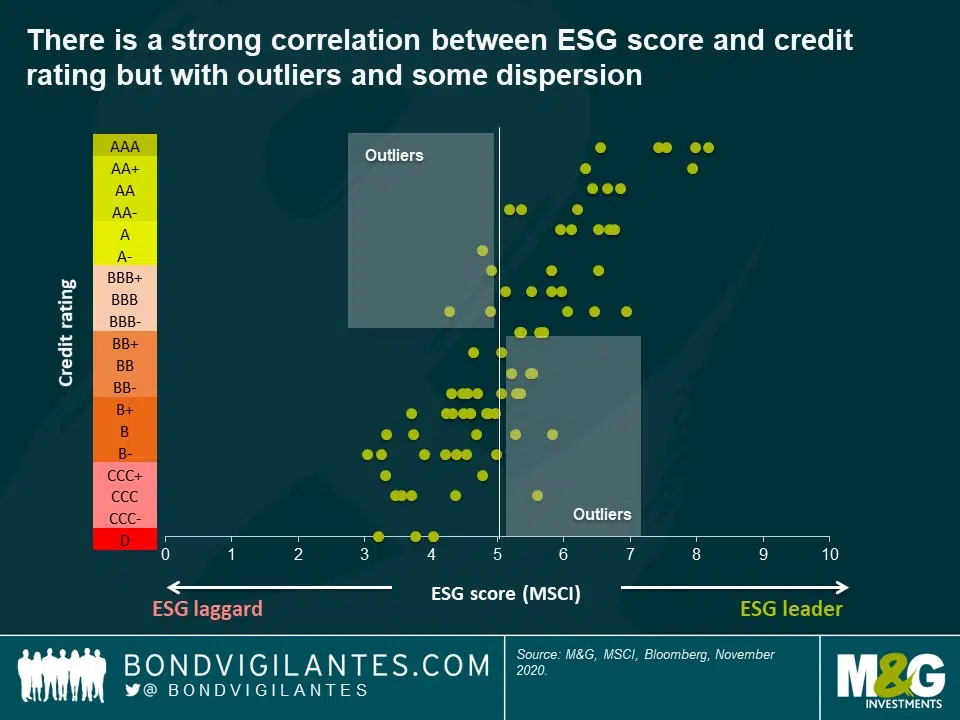 There is a strong correlation between ESG score and credit
rating but with outliers and some dispersion
Credit rating
AAA
AA+
AA
AA-
A
A-
BBB+
BBB
BBB-
BB+
BB
BB-
B+
B
B-
CCC+
CCC
CCC-
D
Outliers
Outliers
0 1 2 3 4 5 6 7 8 9 10
ESG score (MSCI)
ESG laggard
ESG leader
BONDVIGILANTES.COM
@ BONDVIGILANTES
Source: M&G, MSCI, Bloomberg, November
2020.
M&G
INVESTMENTS